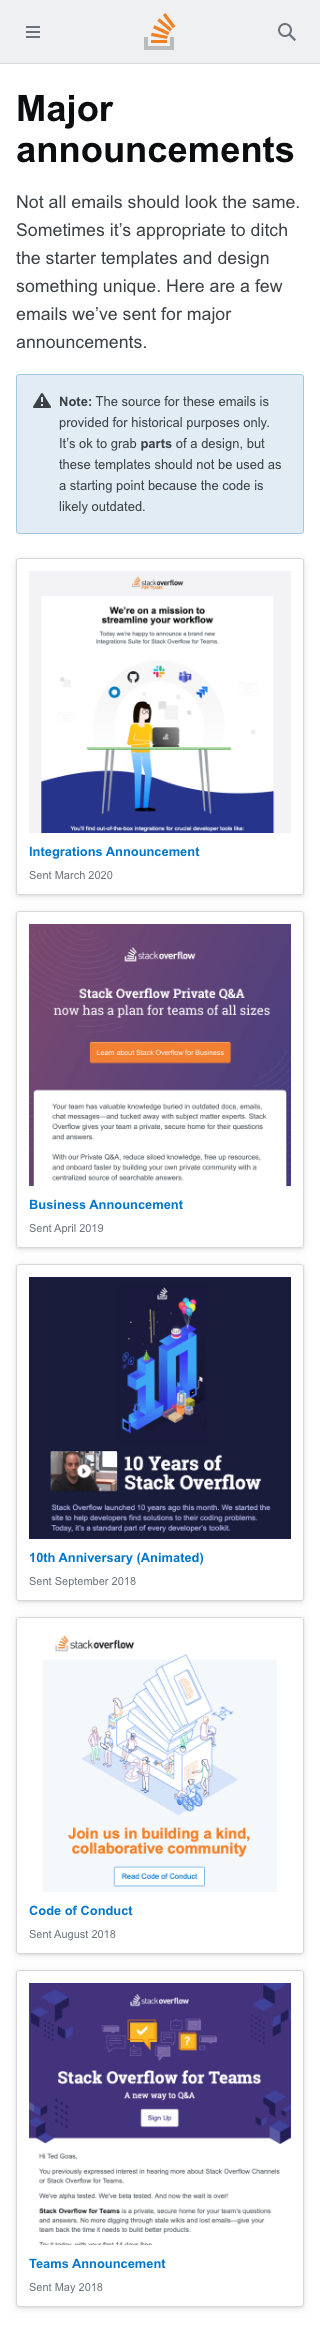 Major
announcements
Not all emails should look the same.
Sometimes it’s appropriate to ditch
the starter templates and design
something unique. Here are a few
emails we’ve sent for major
announcements.
Note: The source for these emails is
provided for historical purposes only.
It’s ok to grab parts of a design, but
these templates should not be used as
a starting point because the code is
likely outdated.
stackoverflow
FOR TEAMS
We’re on a mission to
streamline your workflow
Today we’re happy to announce a brand new
Integrations Suite for Stack Overflow for Teams.
You’ll find out-of-the-box integrations for crucial developer tools like:
Integrations Announcement
Sent March 2020
stackoverflow
Stack Overflow Private Q&A
now has a plan for teams of all sizes
Learn about Stack Overflow for Business
Your team has valuable knowledge buried in outdated docs, emails,
chat messages—and tucked away with subject matter experts. Stack
Overflow gives your team a private, secure home for their questions
and answers.
With our Private Q&A, reduce siloed knowledge, free up resources,
and onboard faster by building your own private community with a
centralized source of searchable answers.
Business Announcement
Sent April 2019
10
10 Years of
Stack Overflow
Stack Overflow launched 10 years ago this month. We started the
site to help developers find solutions to their coding problems.
Today, it’s a standard part of every developer’s toolkit.
10th Anniversary (Animated)
Sent September 2018
stackoverflow
Join us in building a kind,
collaborative community
Read Code of Conduct
Code of Conduct
Sent August 2018
stackoverflow
Stack Overflow for Teams
A new way to Q&A
Sign Up
Hi Ted Goas,
You previously expressed interest in hearing more about Stack Overflow Channels
or Stack Overflow for Teams.
We’ve alpha tested. We’ve beta tested. And now the wait is over!
Stack Overflow for Teams is a private, secure home for your team’s questions
and answers. No more digging through stale wikis and lost emails—give your
team back the time it needs to build better products.
Try it today, with your first 14 days free.
Teams Announcement
Sent May 2018